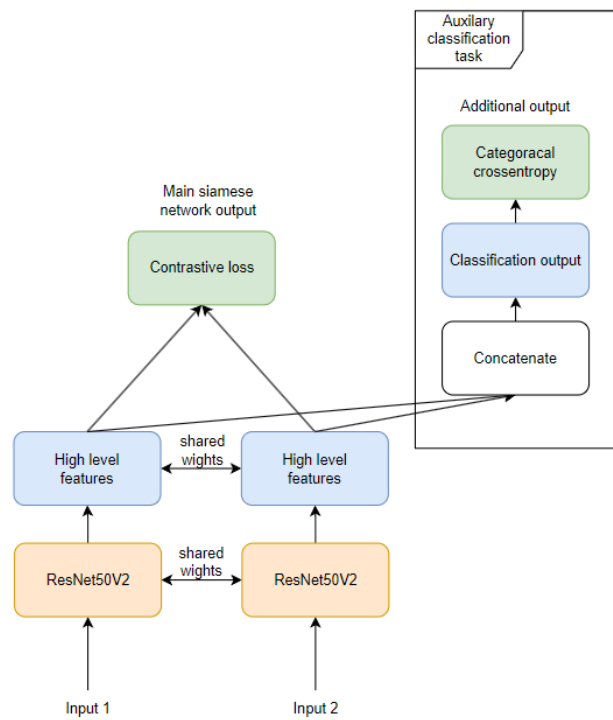 Auxilary
classification
task
Additional output
Categoracal
crossentropy
Main siamese
network output
Classification output
Contrastive loss
Concatenate
High level
features
shared
wights
High level
features
ResNet50V2
shared
wights
ResNet50V2
Input 1
Input 2